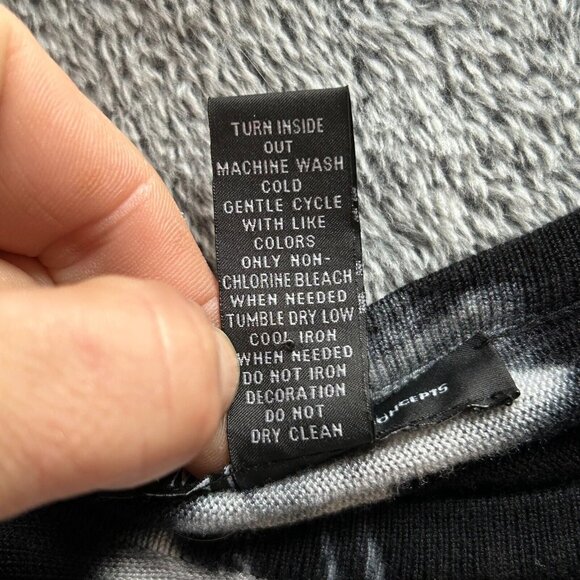 TURN INSIDE
OUT
MACHINE WASH
COLD
GENTLE CYCLE
WITH LIKE
COLORS
ONLY NON-
CHLORINE BLEACH
WHEN NEEDED
TUMBLE DRY LOW
COOL IRON
WHEN NEEDED
DO NOT IRON
DECORATION
DO NOT
DRY CLEAN